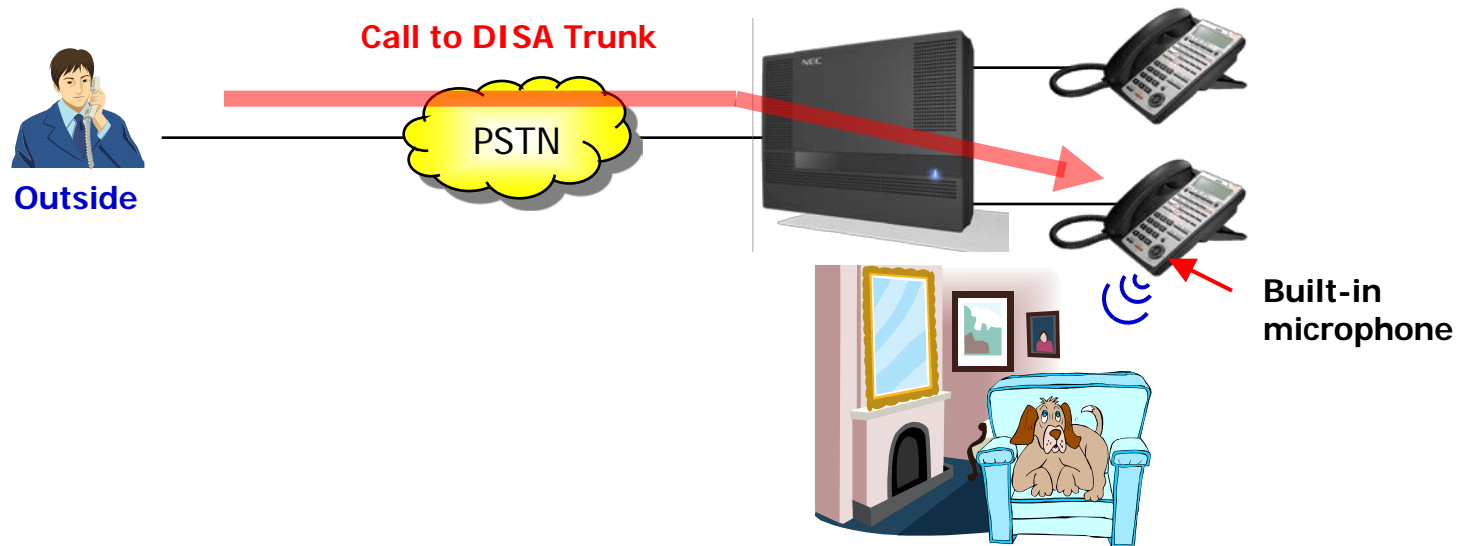 Call to DISA Trunk
NEC
PSTN
Outside
Built-in
microphone